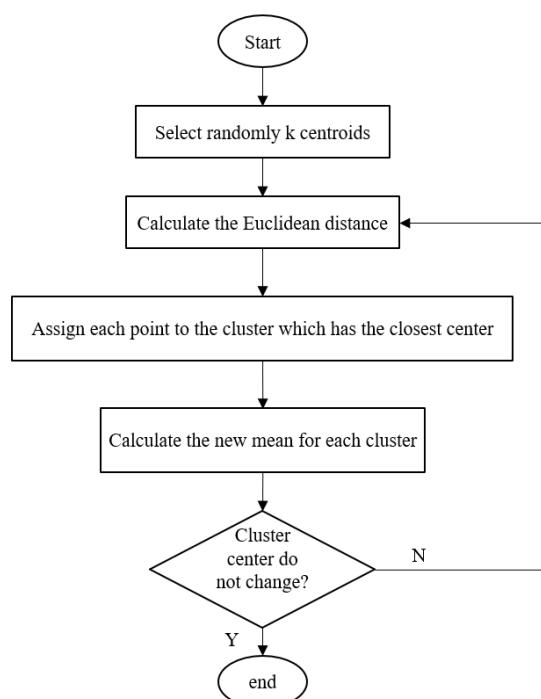 Start
Select randomly k centroids
Calculate the Euclidean distance
Assign each point to the cluster which has the closest center
Calculate the new mean for each cluster
Cluster
center do
not change?
N
Y
end